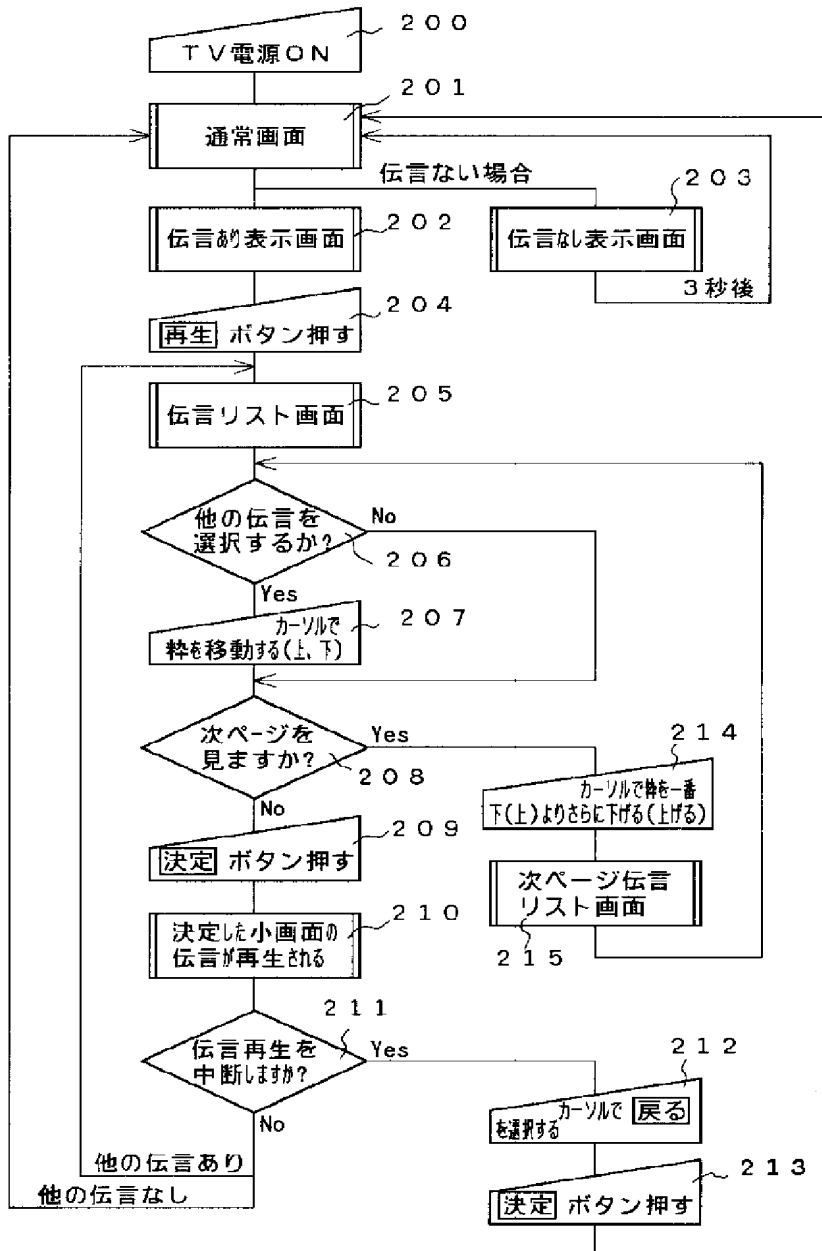 200
TV電源ON
201
通常画面
伝言ない場合
203
伝言あり表示画面
202
伝言なし表示画面
3秒後
204
再生 ボタン押す
205
伝言リスト画面
他の伝言を
選択するか?
No
206
Yes
207
カーソルで
枠を移動する(上、下)
次ページを
見ますか?
Yes
208
214
No
カーソルで枠を一番
下(上)よりさらに下げる(上げる)
209
決定 ボタン押す
次ページ伝言
リスト画面
215
210
決定した小画面の
伝言が再生される
211
伝言再生を
中断しますか?
Yes
212
No
カーソルで 戻る
を選択する
他の伝言あり
213
他の伝言なし
決定 ボタン押す